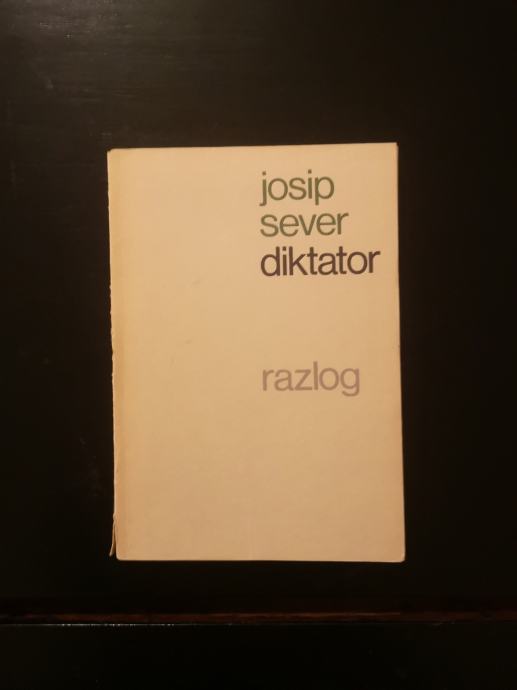 josip
sever
diktator
razlog